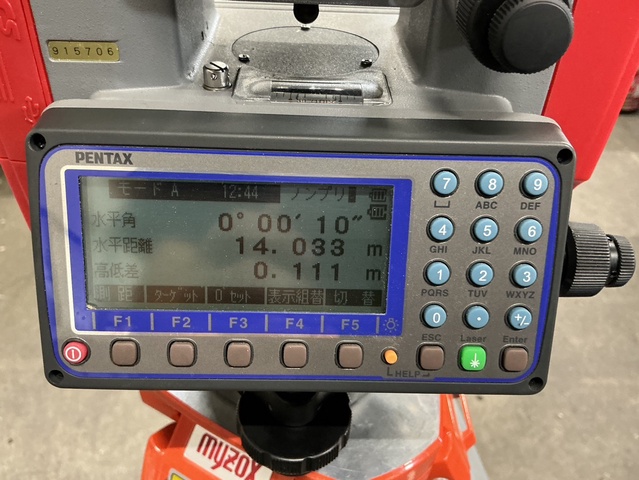 915706
PENTAX
モード A 12:44 ノンプリ
水平角 0° 00′ 10″
水平距離 14. 033 m
高低差 0. 111 m
測 距 ターゲット 0 セット 表示組替 切 替
F1 F2 F3 F4 F5
7 8 9
ABC DEF
4 5 6
GHI JKL MNO
1 2 3
PQRS TUV WXYZ
0 . +/-
ESC Laser Enter
HELP
myzox